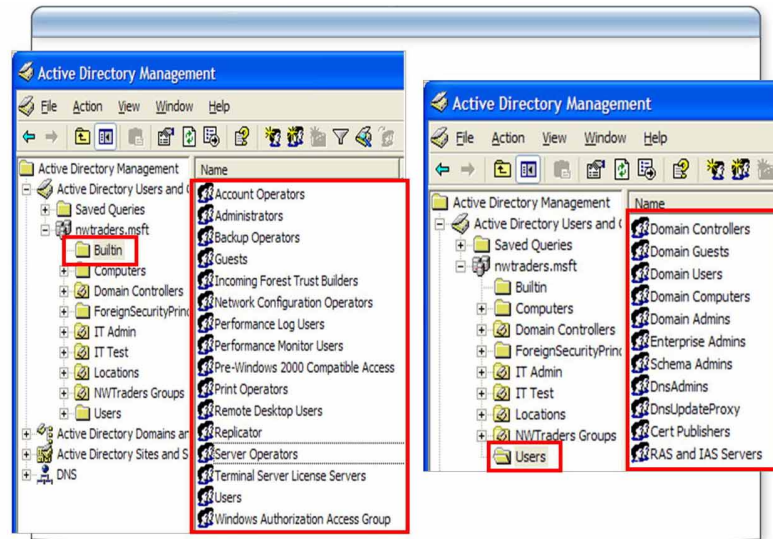 Active Directory Management
File Action View Window Help
Active Directory Management
Active Directory Users and C
Saved Queries
nwtraders.msft
Builtin
Computers
Domain Controllers
ForeignSecurityPrinc
IT Admin
IT Test
Locations
NWTraders Groups
Users
Active Directory Domains an
Active Directory Sites and S
DNS
Name
Account Operators
Administrators
Backup Operators
Guests
Incoming Forest Trust Builders
Network Configuration Operators
Performance Log Users
Performance Monitor Users
Pre-Windows 2000 Compatible Access
Print Operators
Remote Desktop Users
Replicator
Server Operators
Terminal Server License Servers
Users
Windows Authorization Access Group
Active Directory Management
File Action View Window Help
Active Directory Management
Active Directory Users and C
Saved Queries
nwtraders.msft
Builtin
Computers
Domain Controllers
ForeignSecurityPrinc
IT Admin
IT Test
Locations
NWTraders Groups
Users
Name
Domain Controllers
Domain Guests
Domain Users
Domain Computers
Domain Admins
Enterprise Admins
Schema Admins
DnsAdmins
DnsUpdateProxy
Cert Publishers
RAS and IAS Servers